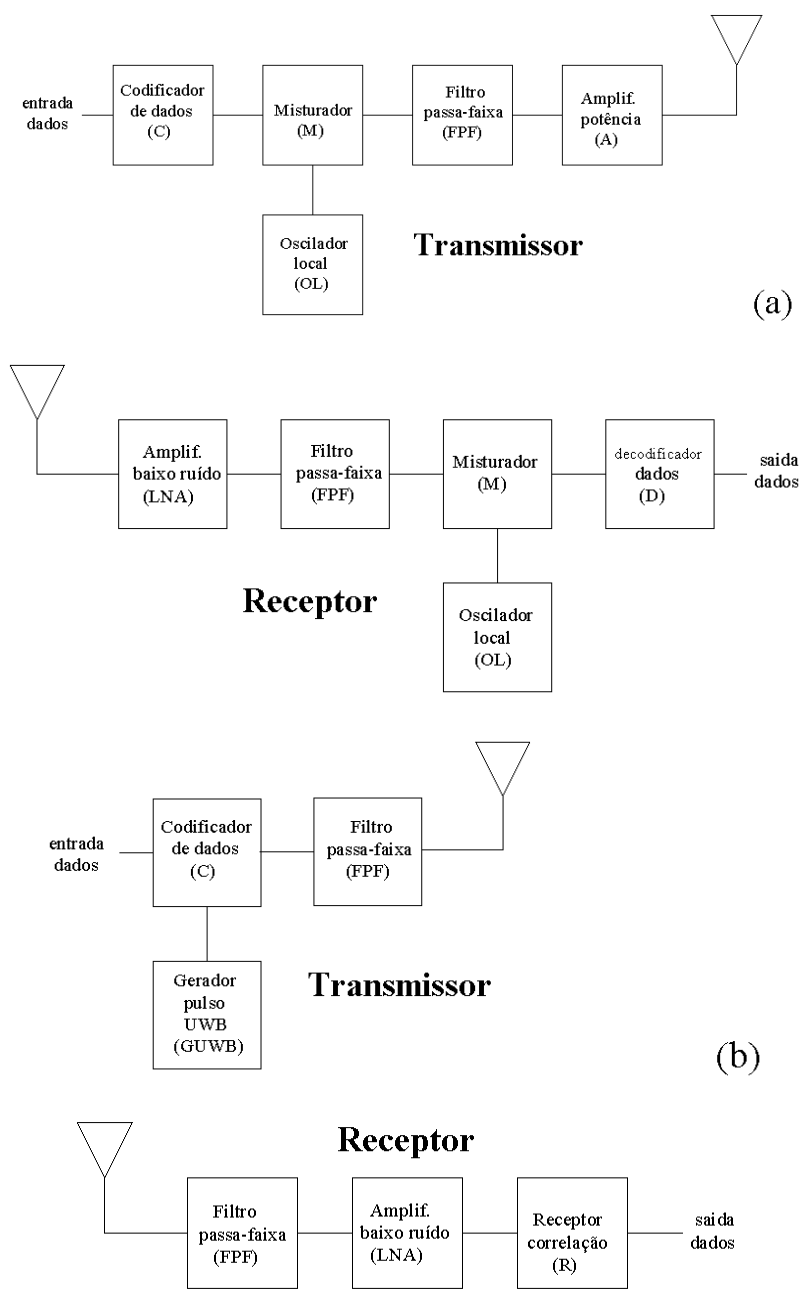 entrada
dados
Codificador
de dados
(C)
Misturador
(M)
Filtro
passa-faixa
(FPF)
Amplif.
potência
(A)
Oscilador
local
(OL)
Transmissor
(a)
Amplif.
baixo ruído
(LNA)
Filtro
passa-faixa
(FPF)
Misturador
(M)
decodificador
dados
(D)
saida
dados
Receptor
Oscilador
local
(OL)
entrada
dados
Codificador
de dados
(C)
Filtro
passa-faixa
(FPF)
Gerador
pulso
UWB
(GUWB)
Transmissor
(b)
Receptor
Filtro
passa-faixa
(FPF)
Amplif.
baixo ruído
(LNA)
Receptor
correlação
(R)
saida
dados